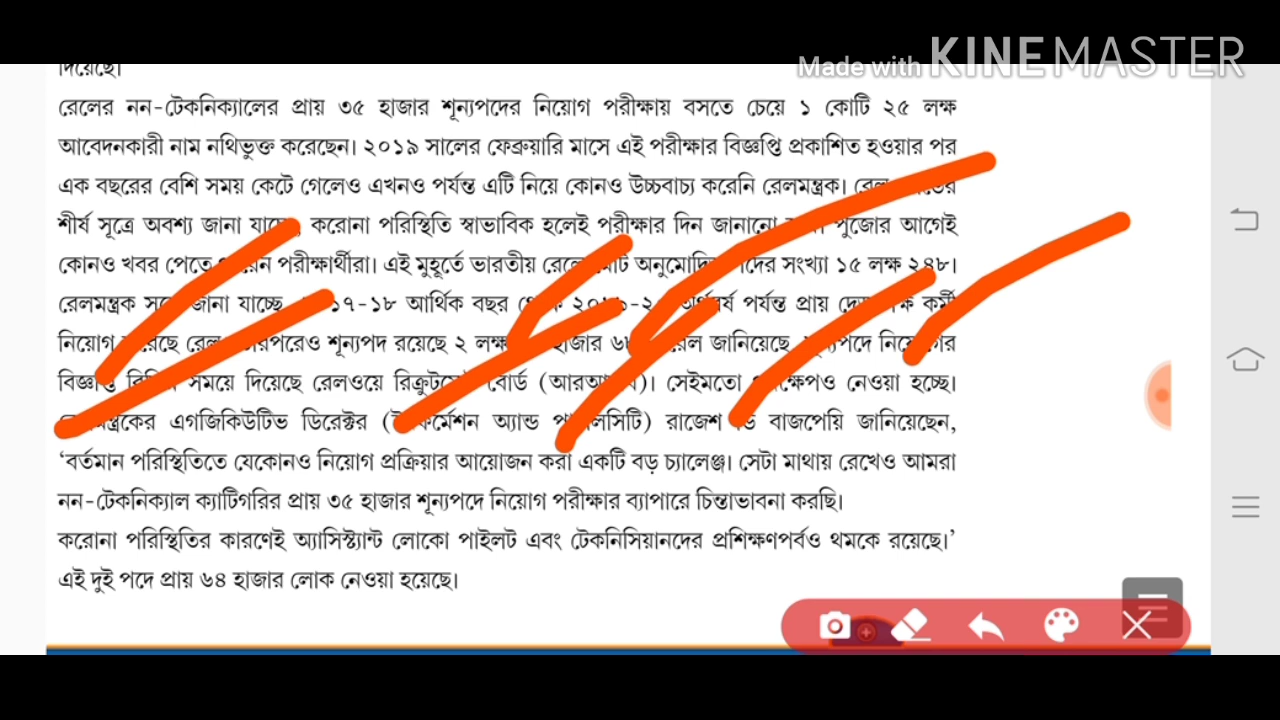 Made with KINEMASTER
দিয়েছে।
রেলের নন-টেকনিক্যালের প্রায় ৩৫ হাজার শূন্যপদের নিয়োগ পরীক্ষায় বসতে চেয়ে ১ কোটি ২৫ লক্ষ
আবেদনকারী নাম নথিভুক্ত করেছেন। ২০১৯ সালের ফেব্রুয়ারি মাসে এই পরীক্ষার বিজ্ঞপ্তি প্রকাশিত হওয়ার পর
এক বছরের বেশি সময় কেটে গেলেও এখনও পর্যন্ত এটি নিয়ে কোনও উচ্চবাচ্য করেনি রেলমন্ত্রক।
শীর্ষ সূত্রে অবশ্য জানা করোনা পরিস্থিতি স্বাভাবিক হলেই পরীক্ষার দিন জানানো পুজোর আগেই
কোনও খবর পেতে পরীক্ষার্থীরা। এই মুহূর্তে ভারতীয় রেলে সংখ্যা ১৫ লক্ষ ২৪৮।
রেলমন্ত্রক জানা যাচ্ছে, ১৭-১৮ আর্থিক বছর পর্যন্ত প্রায় কর্মী
নিয়োগ শূন্যপদ রয়েছে ২ লক্ষ হাজার জানিয়েছে,
সময়ে দিয়েছে রেলওয়ে সেইমতো নেওয়া হচ্ছে।
এগজিকিউটিভ ডিরেক্টর অ্যান্ড রাজেশ বাজপেয়ি জানিয়েছেন,
‘বর্তমান পরিস্থিতিতে যেকোনও নিয়োগ প্রক্রিয়ার আয়োজন করা একটি বড় চ্যালেঞ্জ। সেটা মাথায় রেখেও আমরা
নন-টেকনিক্যাল ক্যাটিগরির প্রায় ৩৫ হাজার শূন্যপদে নিয়োগ পরীক্ষার ব্যাপারে চিন্তাভাবনা করছি।
করোনা পরিস্থিতির কারণেই অ্যাসিস্ট্যান্ট লোকো পাইলট এবং টেকনিসিয়ানদের প্রশিক্ষণপর্বও থমকে রয়েছে।’
এই দুই পদে প্রায় ৬৪ হাজার লোক নেওয়া হয়েছে।